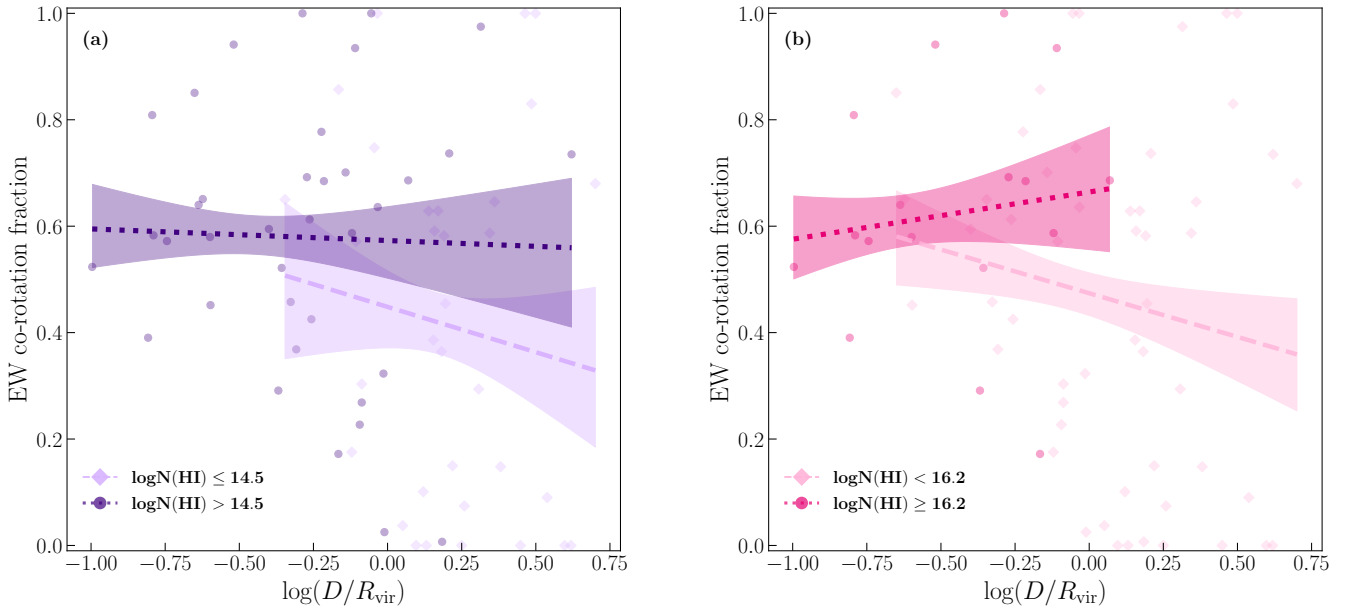 (a)
EW co-rotation fraction
1.0
0.8
0.6
0.4
0.2
0.0
logN(HI) ≤ 14.5
logN(HI) > 14.5
−1.00 −0.75 −0.50 −0.25 0.00 0.25 0.50 0.75
log(D/Rvir)
(b)
EW co-rotation fraction
1.0
0.8
0.6
0.4
0.2
0.0
logN(HI) < 16.2
logN(HI) ≥ 16.2
−1.00 −0.75 −0.50 −0.25 0.00 0.25 0.50 0.75
log(D/Rvir)